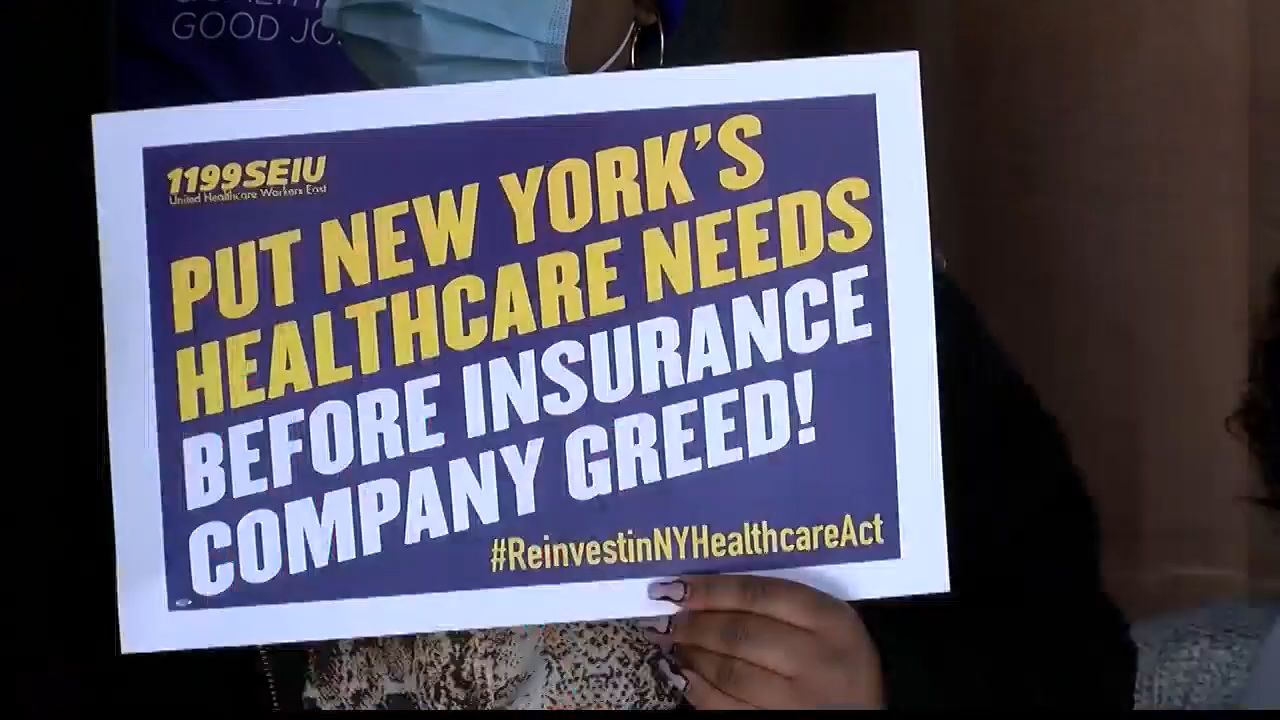 GOOD JO
1199SEIU
United Healthcare Workers East
PUT NEW YORK'S
HEALTHCARE NEEDS
BEFORE INSURANCE
COMPANY GREED!
#ReinvestinNYHealthcareAct